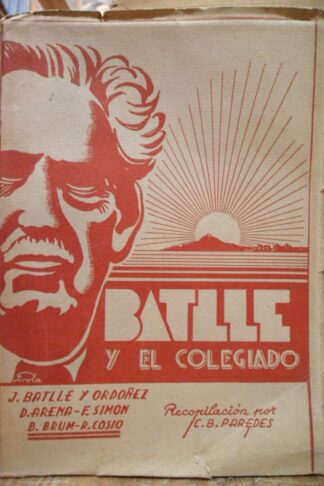 BATLLE
Y EL COLEGIADO
J. BATLLE Y ORDOÑEZ
D. ARENA-F. SIMON
B. BRUM-R. COSIO
Recopilación por
C.B. PAREDES